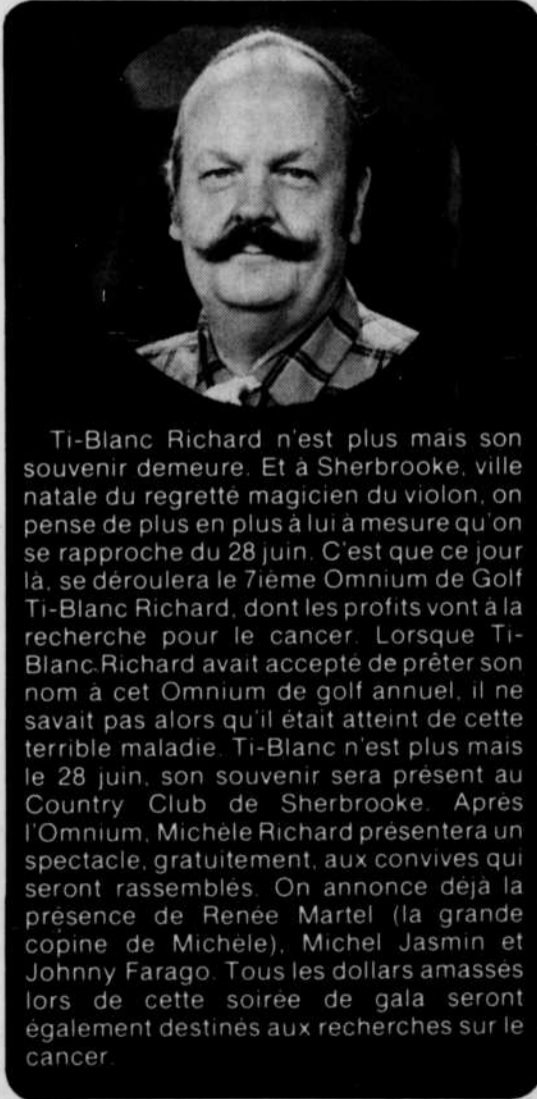 Ti-Blanc Richard n'est plus mais son
souvenir demeure. Et à Sherbrooke, ville
natale du regretté magicien du violon, on
pense de plus en plus à lui à mesure qu'on
se rapproche du 28 juin. C'est que ce jour
là, se déroulera le 7ième Omnium de Golf
Ti-Blanc Richard, dont les profits vont à la
recherche pour le cancer. Lorsque Ti-
Blanc Richard avait accepté de prêter son
nom à cet Omnium de golf annuel, il ne
savait pas alors qu'il était atteint de cette
terrible maladie. Ti-Blanc n'est plus mais
le 28 juin, son souvenir sera présent au
Country Club de Sherbrooke. Après
l'Omnium, Michèle Richard présentera un
spectacle, gratuitement, aux convives qui
seront rassemblés. On annonce déjà la
présence de Renée Martel (la grande
copine de Michèle), Michel Jasmin et
Johnny Farago. Tous les dollars amassés
lors de cette soirée de gala seront
également destinés aux recherches sur le
cancer.